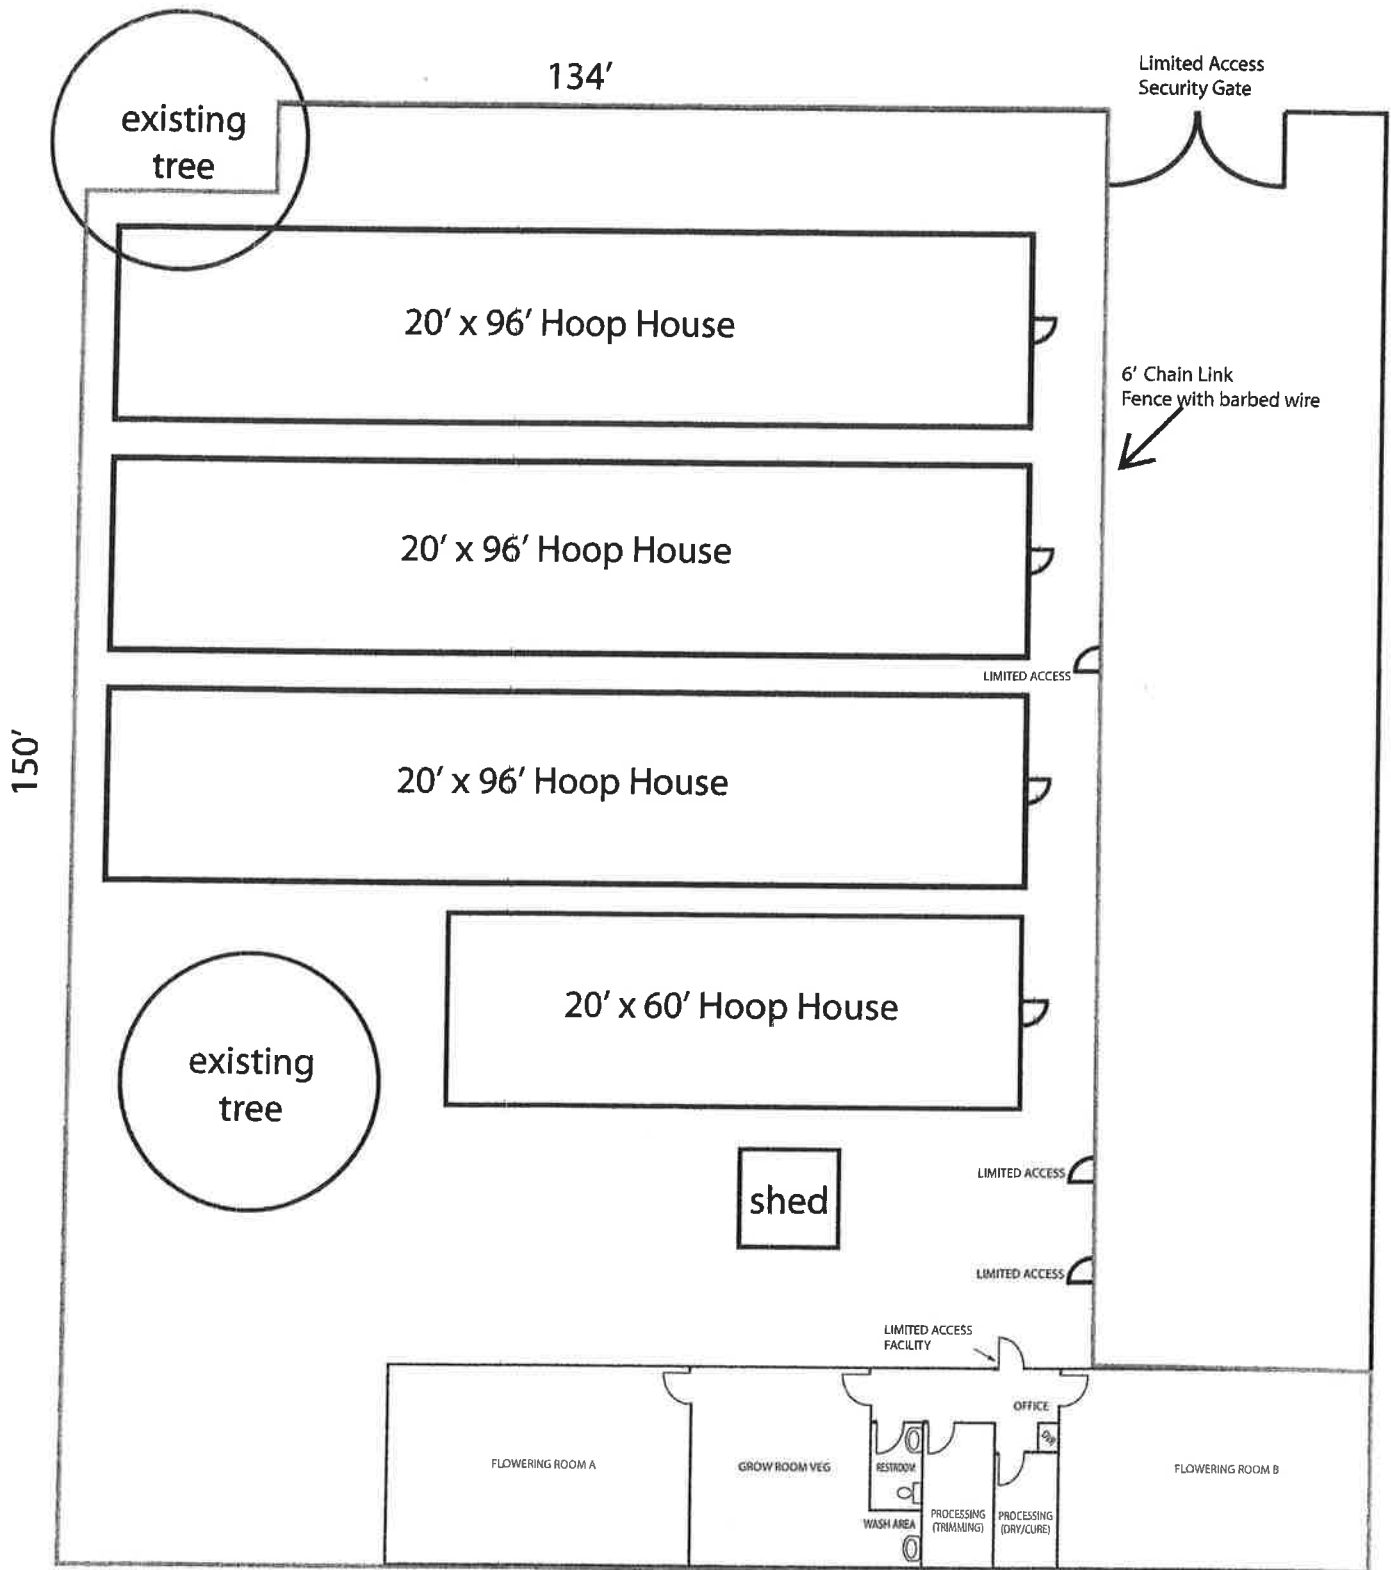 134'
Limited Access
Security Gate
existing
tree
20' x 96' Hoop House
6' Chain Link
Fence with barbed wire
20' x 96' Hoop House
LIMITED ACCESS
150'
20' x 96' Hoop House
20' x 60' Hoop House
existing
tree
shed
LIMITED ACCESS
LIMITED ACCESS
LIMITED ACCESS
FACILITY
OFFICE
DVR
FLOWERING ROOM A
GROW ROOM VEG
RESTROOM
FLOWERING ROOM B
PROCESSING
(TRIMMING)
PROCESSING
(DRY/CURE)
WASH AREA